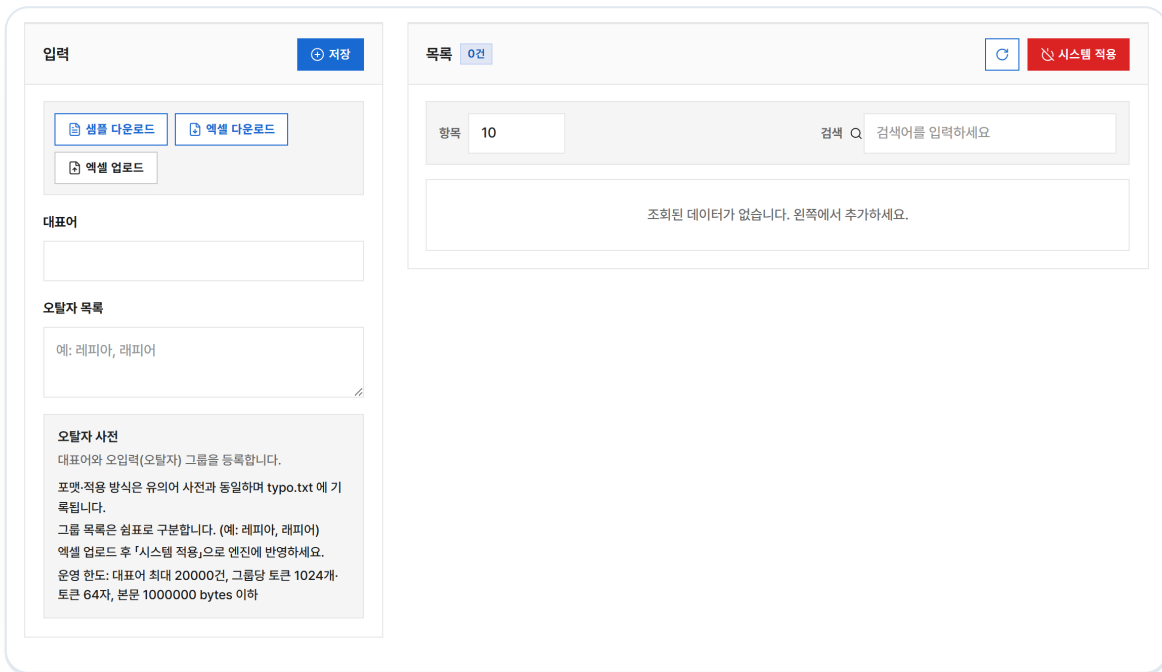 입력
저장
샘플 다운로드
엑셀 다운로드
엑셀 업로드
대표어
오탈자 목록
예: 레피아, 래피어
오탈자 사전
대표어와 오입력(오탈자) 그룹을 등록합니다.
포맷·적용 방식은 유의어 사전과 동일하며 typo.txt 에 기
록됩니다.
그룹 목록은 쉼표로 구분합니다. (예: 레피아, 래피어)
엑셀 업로드 후 「시스템 적용」으로 엔진에 반영하세요.
운영 한도: 대표어 최대 20000건, 그룹당 토큰 1024개·
토큰 64자, 본문 1000000 bytes 이하
목록 0건
시스템 적용
항목 10
검색 검색어를 입력하세요
조회된 데이터가 없습니다. 왼쪽에서 추가하세요.